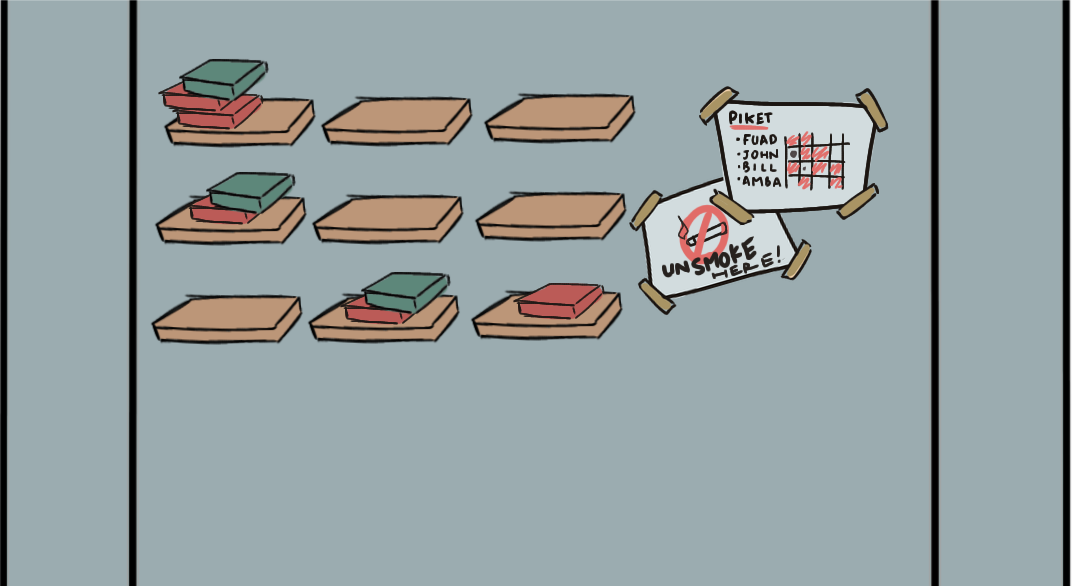 PIKET
• FUAD
• JOHN
• BILL
• AMBA
UNSMOKE
HERE!